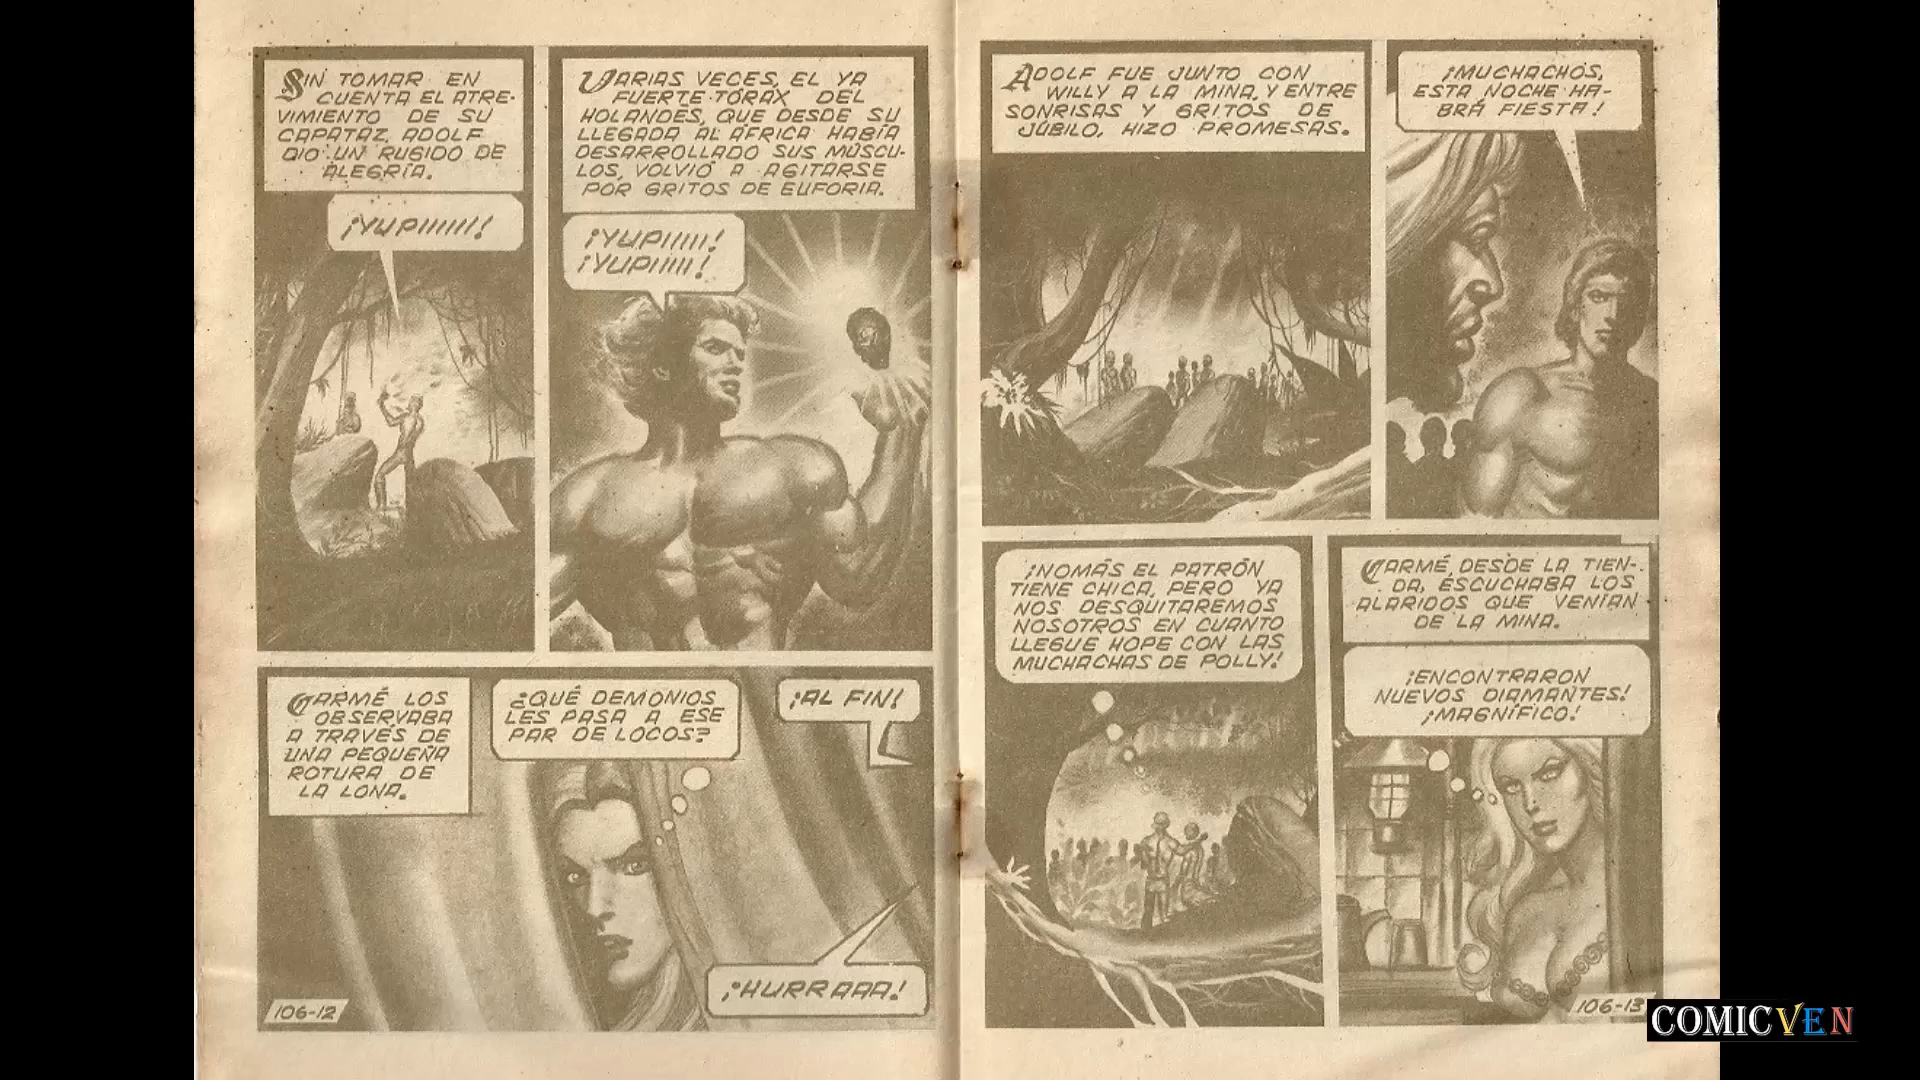 SIN TOMAR EN
CUENTA EL ATRE-
VIMIENTO DE SU
CAPATAZ, ADOLF
DIO UN RUGIDO DE
ALEGRÍA.
¡YUPIIIIII!
VARIAS VECES, EL YA
FUERTE TÓRAX DEL
HOLANDÉS, QUE DESDE SU
LLEGADA AL ÁFRICA HABÍA
DESARROLLADO SUS MÚSCU-
LOS, VOLVIÓ A AGITARSE
POR GRITOS DE EUFORIA.
¡YUPIIIII!
¡YUPIIIII!
CARMÉ LOS
OBSERVABA
A TRAVÉS DE
UNA PEQUEÑA
ROTURA DE
LA LONA.
¿QUÉ DEMONIOS
LES PASA A ESE
PAR DE LOCOS?
¡AL FIN!
¡HURRAAA!
106-12
ADOLF FUE JUNTO CON
WILLY A LA MINA, Y ENTRE
SONRISAS Y GRITOS DE
JÚBILO, HIZO PROMESAS.
¡MUCHACHOS,
ESTA NOCHE HA-
BRÁ FIESTA!
¡NOMÁS EL PATRÓN
TIENE CHICA, PERO YA
NOS DESQUITAREMOS
NOSOTROS EN CUANTO
LLEGUE HOPE CON LAS
MUCHACHAS DE POLLY!
CARMÉ, DESDE LA TIEN-
DA, ESCUCHABA LOS
ALARIDOS QUE VENÍAN
DE LA MINA.
¡ENCONTRARON
NUEVOS DIAMANTES!
¡MAGNÍFICO!
106-13
COMICVEN